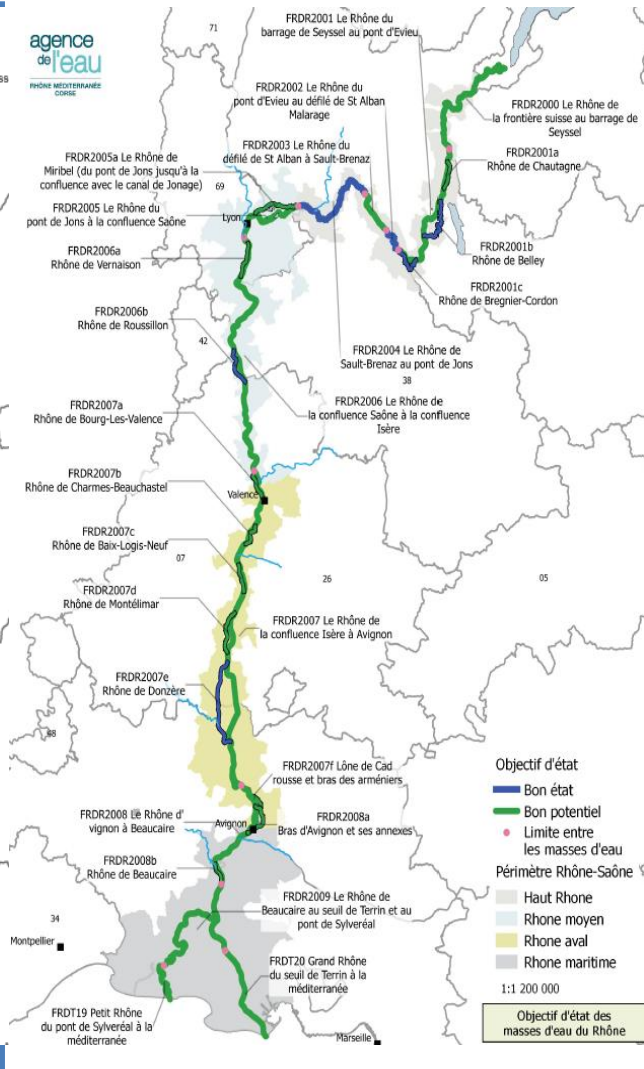 agence
de l'eau
RHÔNE MÉDITERRANÉE
CORSE
71
FRDR2001 Le Rhône du
barrage de Seyssel au pont d'Evieu
FRDR2002 Le Rhône du
pont d'Evieu au défilé de St Alban
Malarage
FRDR2000 Le Rhône de
la frontière suisse au barrage de
Seyssel
FRDR2003 Le Rhône du
défilé de St Alban à Sault-Brenaz
FRDR2001a
Rhône de Chautagne
FRDR2005a Le Rhône de
Miribel (du pont de Jons jusqu'à la
confluence avec le canal de Jonage)
69
FRDR2005 Le Rhône du
pont de Jons à la confluence Saône
Lyon
FRDR2001b
Rhône de Belley
FRDR2006a
Rhône de Vernaison
FRDR2001c
Rhône de Bregnier-Cordon
FRDR2006b
Rhône de Roussillon
42
FRDR2004 Le Rhône de
Sault-Brenaz au pont de Jons
38
FRDR2006 Le Rhône de
la confluence Saône à la confluence
Isère
FRDR2007a
Rhône de Bourg-Les-Valence
FRDR2007b
Rhône de Charmes-Beauchastel
Valence
FRDR2007c
Rhône de Baix-Logis-Neuf
07
26
05
FRDR2007d
Rhône de Montélimar
FRDR2007 Le Rhône de
la confluence Isère à Avignon
FRDR2007e
Rhône de Donzère
FRDR2007f Lône de Cad
rousse et bras des arméniers
FRDR2008 Le Rhône d'
vignon à Beaucaire
Avignon
FRDR2008a
Bras d'Avignon et ses annexes
FRDR2008b
Rhône de Beaucaire
FRDR2009 Le Rhône de
Beaucaire au seuil de Terrin et au
pont de Sylveréal
34
Montpellier
FRDT20 Grand Rhône
du seuil de Terrin à la
méditerranée
FRDT19 Petit Rhône
du pont de Sylveréal à la
méditerranée
Marseille
Objectif d'état
Bon état
Bon potentiel
Limite entre
les masses d'eau
Périmètre Rhône-Saône
Haut Rhone
Rhone moyen
Rhone aval
Rhone maritime
1:1 200 000
Objectif d'état des
masses d'eau du Rhône